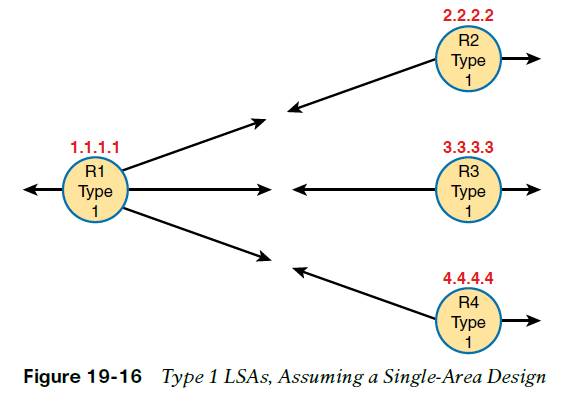 2.2.2.2
R2
Type
1
1.1.1.1
R1
Type
1
3.3.3.3
R3
Type
1
4.4.4.4
R4
Type
1
Figure 19-16 Type 1 LSAs, Assuming a Single-Area Design